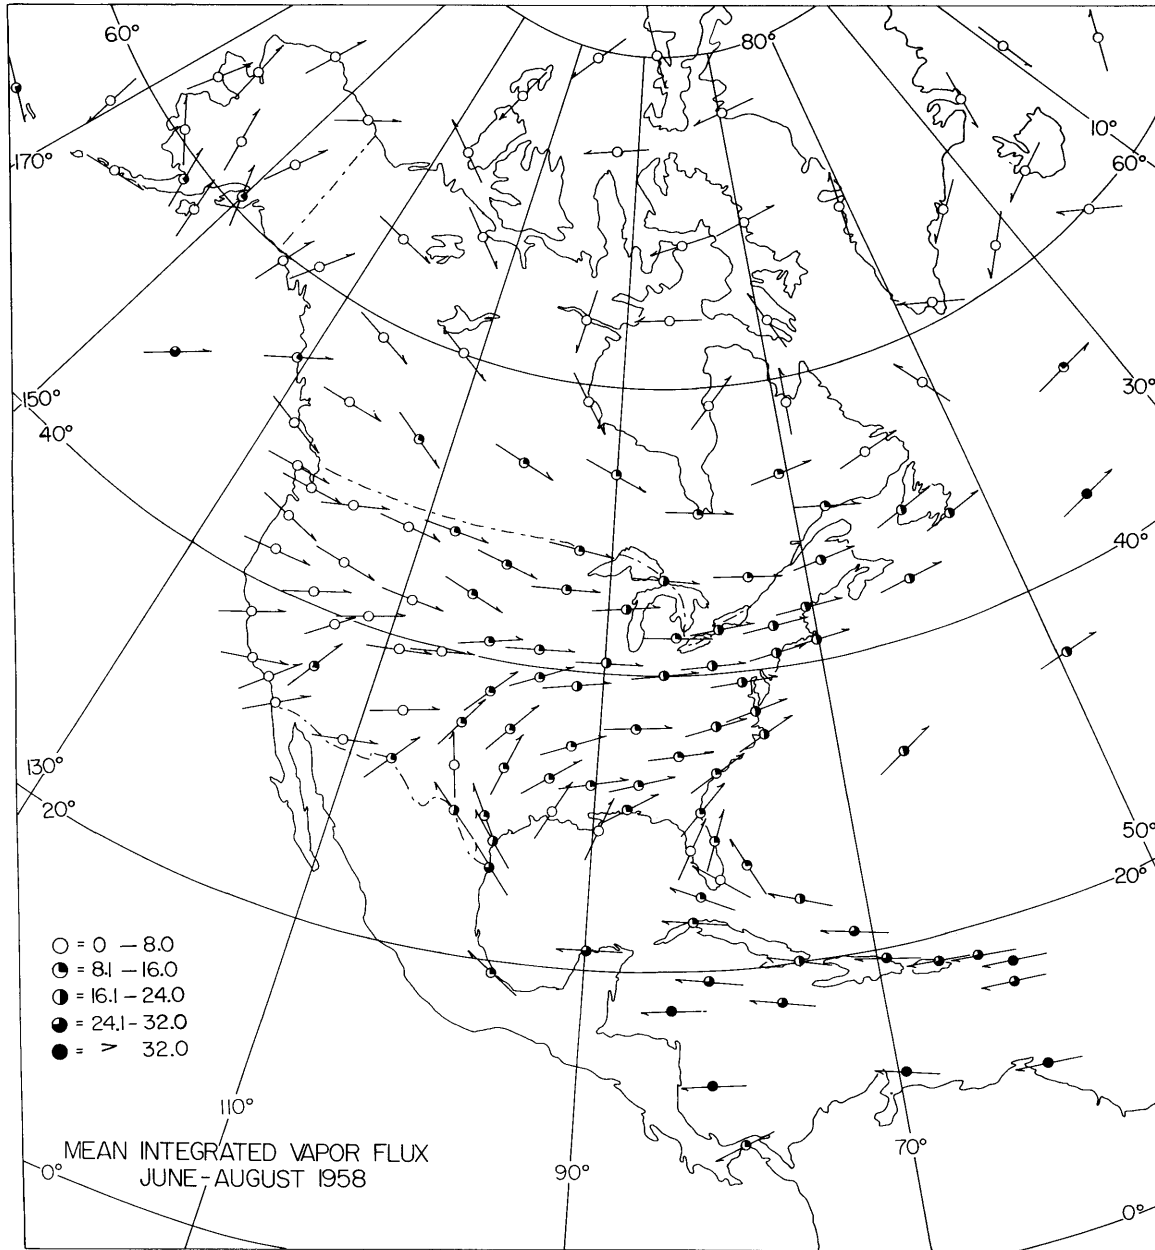 60°
80°
10°
60°
170°
150°
40°
30°
40°
130°
20°
50°
20°
○ = 0 – 8.0
◔ = 8.1 – 16.0
◑ = 16.1 – 24.0
◕ = 24.1 – 32.0
● = > 32.0
110°
MEAN INTEGRATED VAPOR FLUX
JUNE-AUGUST 1958
0°
90°
70°
0°